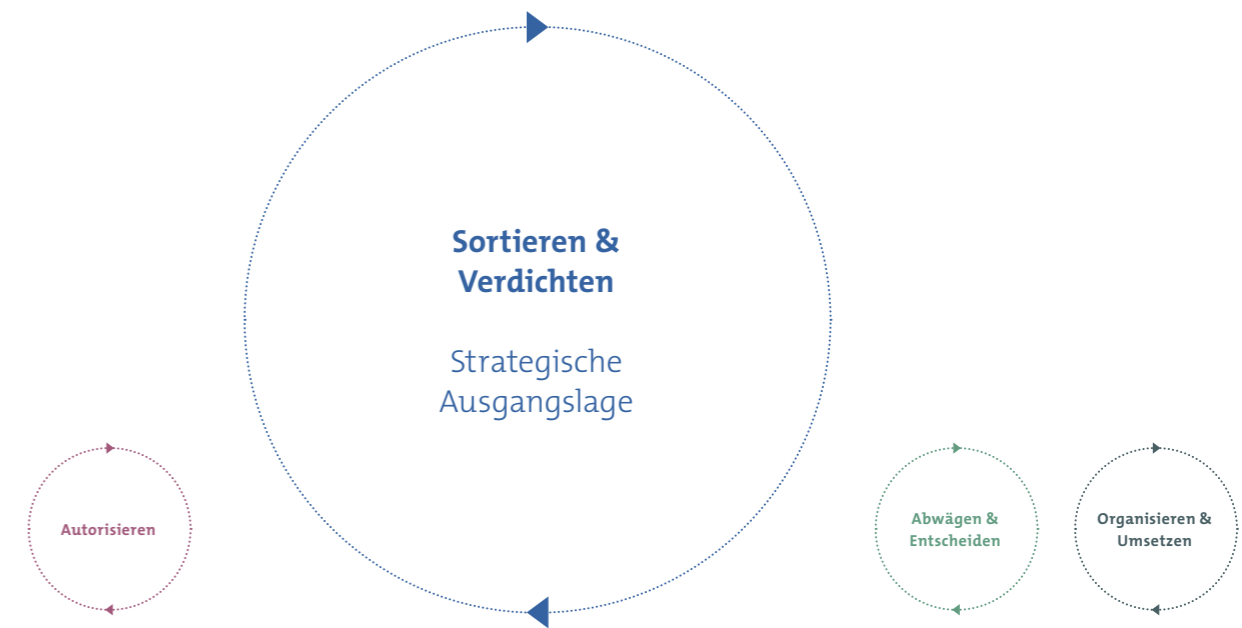 Autorisieren
Sortieren &
Verdichten
Strategische
Ausgangslage
Abwägen &
Entscheiden
Organisieren &
Umsetzen